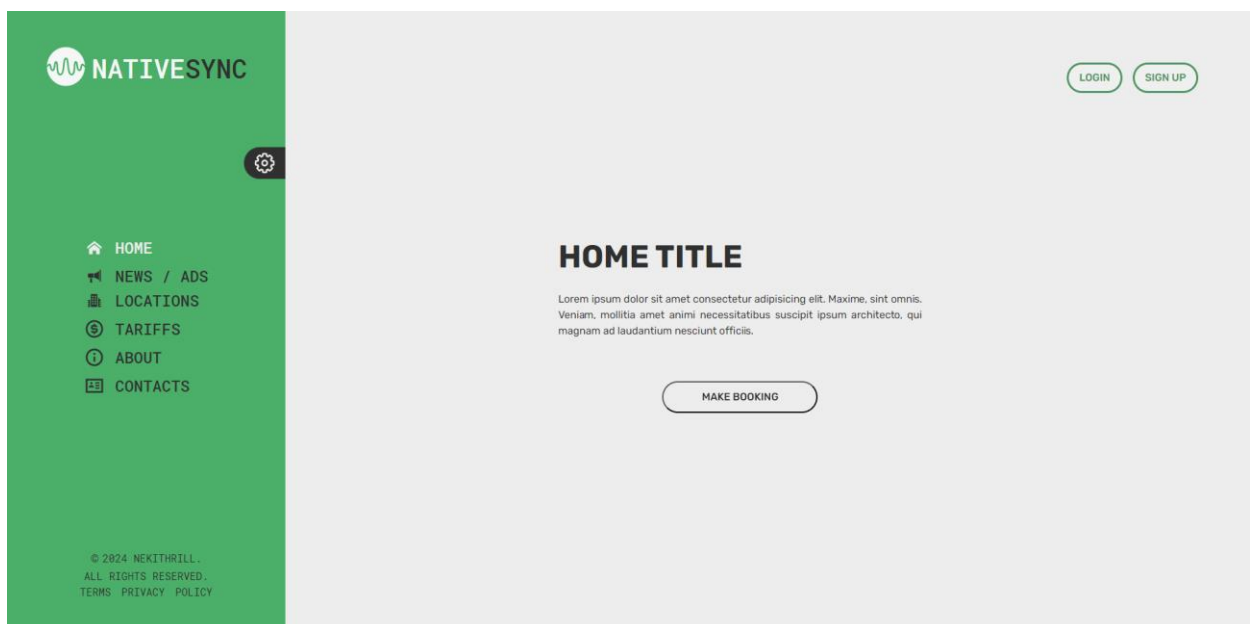 NATIVESYNC
LOGIN
SIGN UP
HOME
NEWS / ADS
LOCATIONS
TARIFFS
ABOUT
CONTACTS
HOME TITLE
Lorem ipsum dolor sit amet consectetur adipisicing elit. Maxime, sint omnis.
Veniam, mollitia amet animi necessitatibus suscipit ipsum architecto, qui
magnam ad laudantium nesciunt officiis.
MAKE BOOKING
© 2024 NEKITHRILL.
ALL RIGHTS RESERVED.
TERMS PRIVACY POLICY